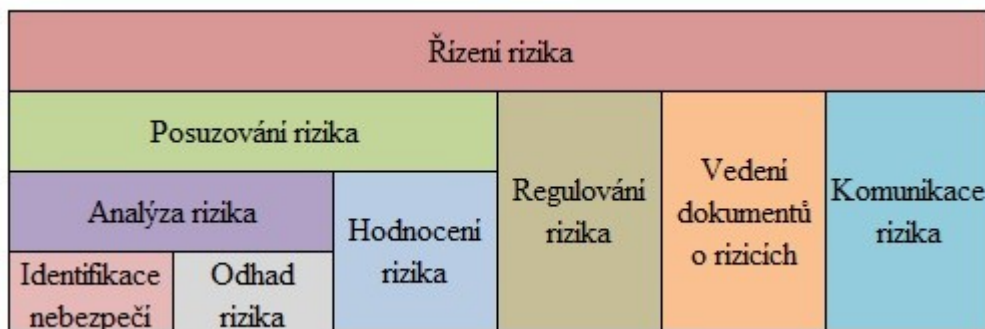 Řízení rizika
Posuzování rizika
Analýza rizika
Identifikace
nebezpečí
Odhad
rizika
Hodnocení
rizika
Regulování
rizika
Vedení
dokumentů
o rizicích
Komunikace
rizika